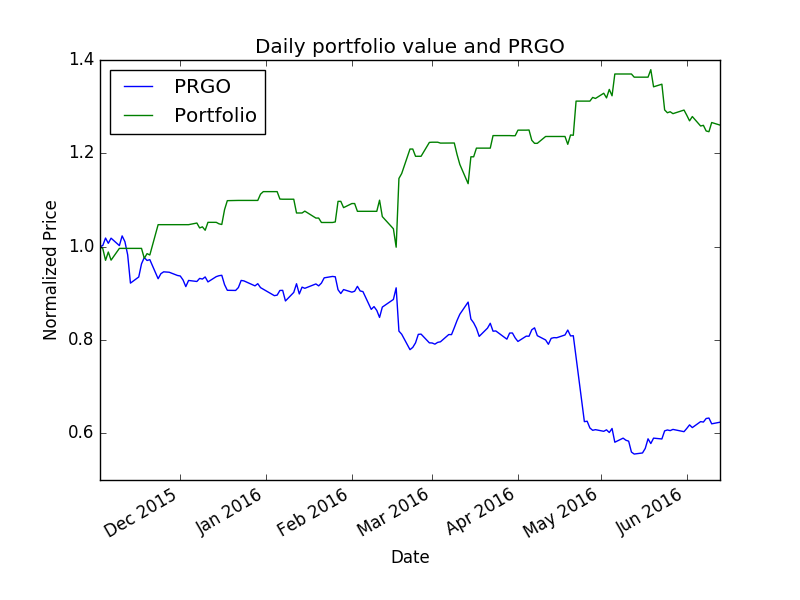 Daily portfolio value and PRGO
PRGO
Portfolio
Normalized Price
1.4
1.2
1.0
0.8
0.6
Dec 2015
Jan 2016
Feb 2016
Mar 2016
Apr 2016
May 2016
Jun 2016
Date